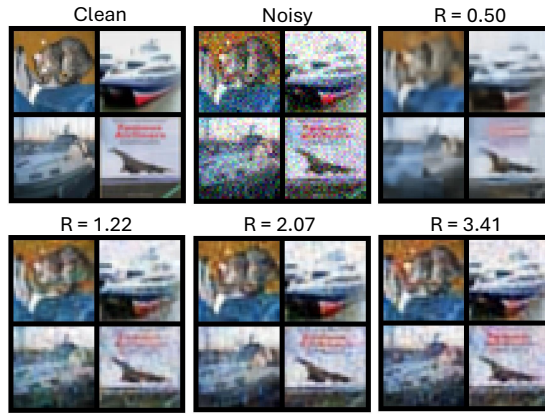 Clean
Noisy
R = 0.50
R = 1.22
R = 2.07
R = 3.41